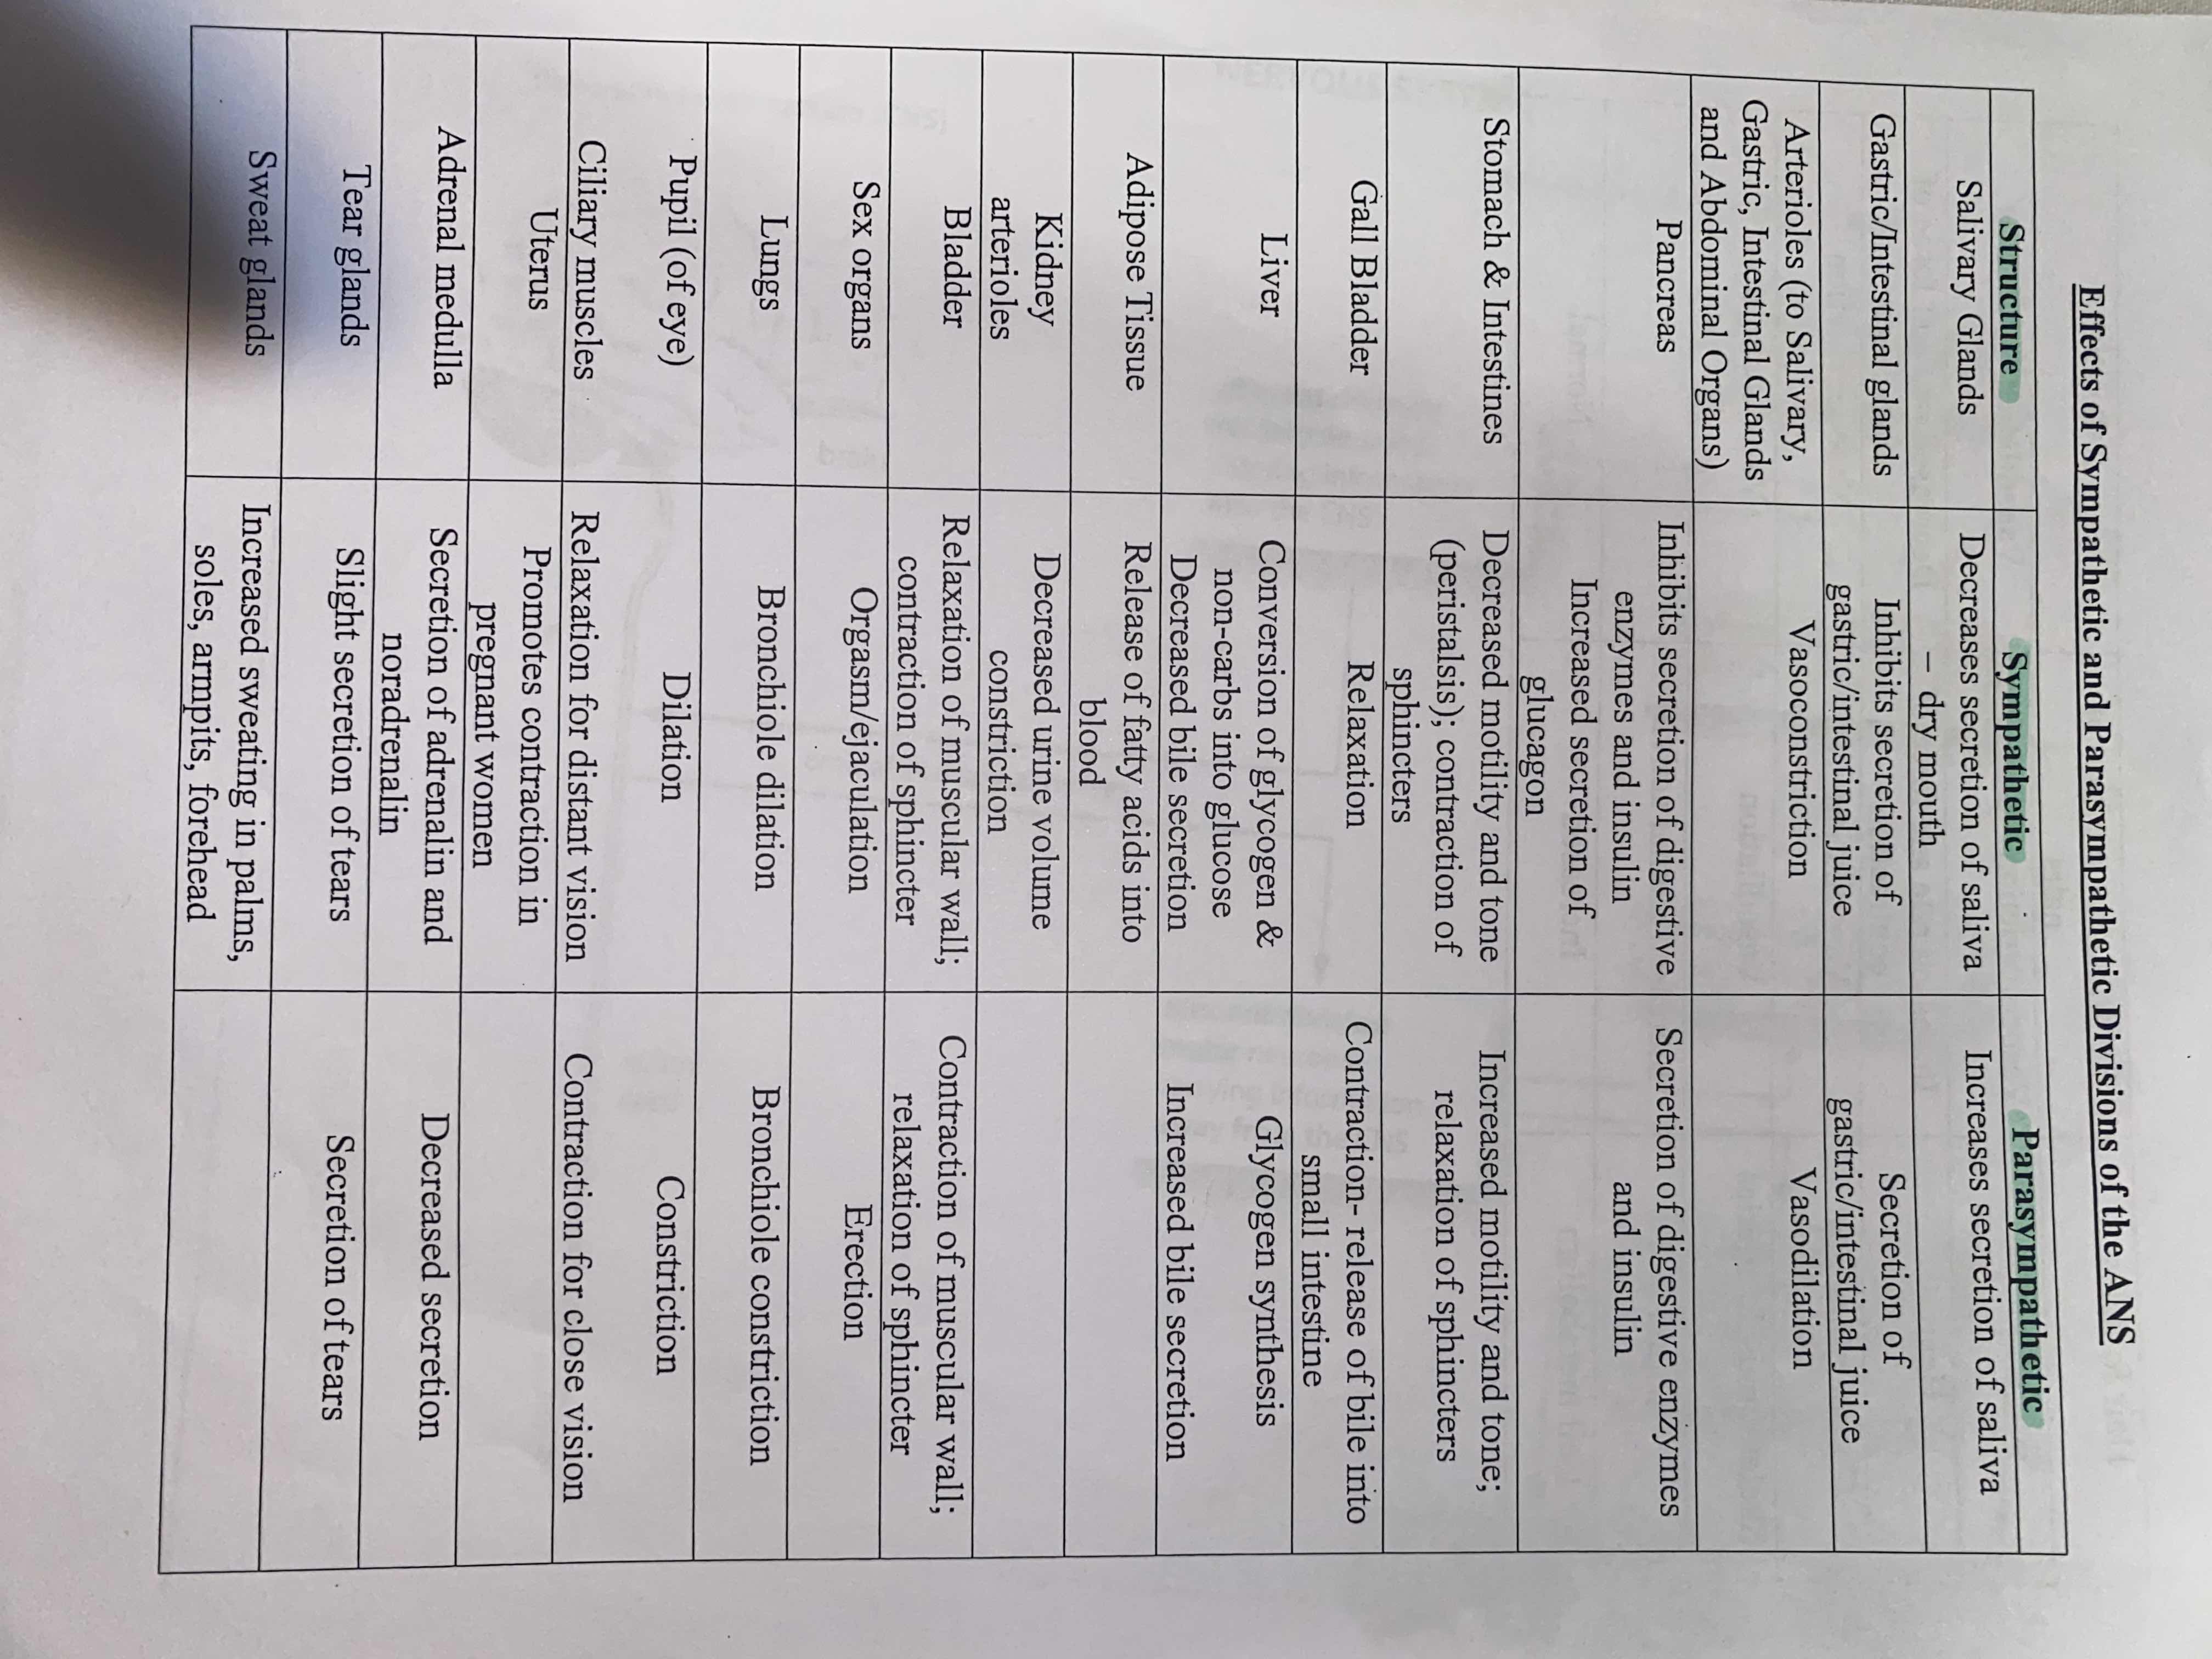 Effects of Sympathetic and Parasympathetic Divisions of the ANS
Structure
Sympathetic
Parasympathetic
Salivary Glands
Decreases secretion of saliva
– dry mouth
Increases secretion of saliva
Gastric/Intestinal glands
Inhibits secretion of
gastric/intestinal juice
Secretion of
gastric/intestinal juice
Arterioles (to Salivary,
Gastric, Intestinal Glands
and Abdominal Organs)
Vasoconstriction
Vasodilation
Pancreas
Inhibits secretion of digestive
enzymes and insulin
Increased secretion of
glucagon
Secretion of digestive enzymes
and insulin
Stomach & Intestines
Decreased motility and tone
(peristalsis); contraction of
sphincters
Increased motility and tone;
relaxation of sphincters
Gall Bladder
Relaxation
Contraction- release of bile into
small intestine
Liver
Conversion of glycogen &
non-carbs into glucose
Decreased bile secretion
Glycogen synthesis
Increased bile secretion
Adipose Tissue
Release of fatty acids into
blood
Kidney
arterioles
Decreased urine volume
constriction
Bladder
Relaxation of muscular wall;
contraction of sphincter
Contraction of muscular wall;
relaxation of sphincter
Sex organs
Orgasm/ejaculation
Erection
Lungs
Bronchiole dilation
Bronchiole constriction
Pupil (of eye)
Dilation
Constriction
Ciliary muscles
Relaxation for distant vision
Contraction for close vision
Uterus
Promotes contraction in
pregnant women
Adrenal medulla
Secretion of adrenalin and
noradrenalin
Decreased secretion
Tear glands
Slight secretion of tears
Secretion of tears
Sweat glands
Increased sweating in palms,
soles, armpits, forehead